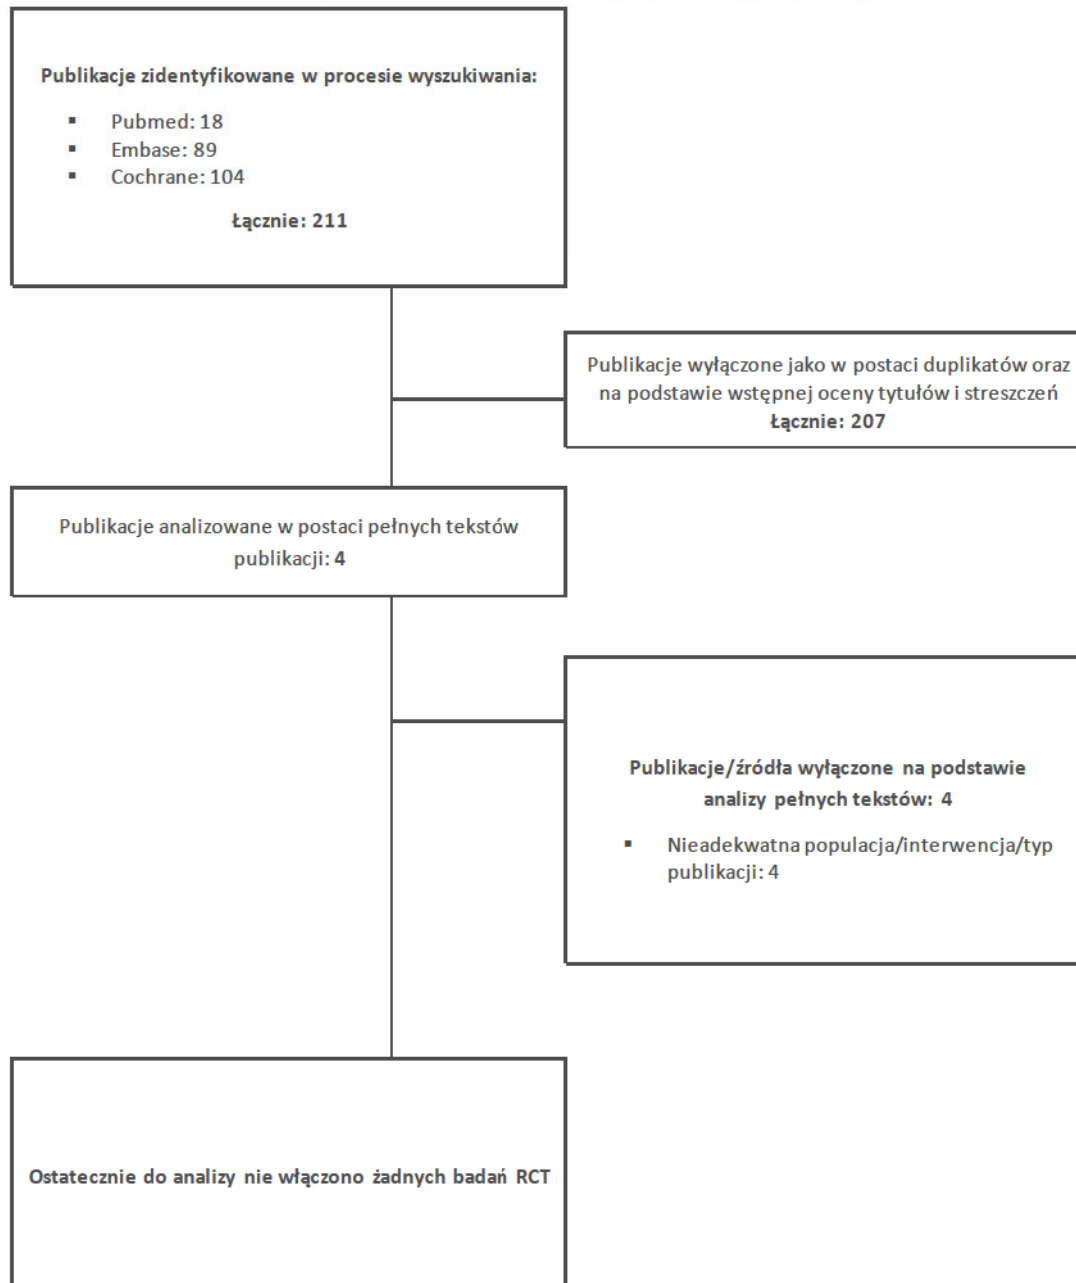 Publikacje zidentyfikowane w procesie wyszukiwania:
▪ Pubmed: 18
▪ Embase: 89
▪ Cochrane: 104
Łącznie: 211
Publikacje wyłączone jako w postaci duplikatów oraz
na podstawie wstępnej oceny tytułów i streszczeń
Łącznie: 207
Publikacje analizowane w postaci pełnych tekstów
publikacji: 4
Publikacje/źródła wyłączone na podstawie
analizy pełnych tekstów: 4
▪ Nieadekwatna populacja/interwencja/typ
publikacji: 4
Ostatecznie do analizy nie włączono żadnych badań RCT